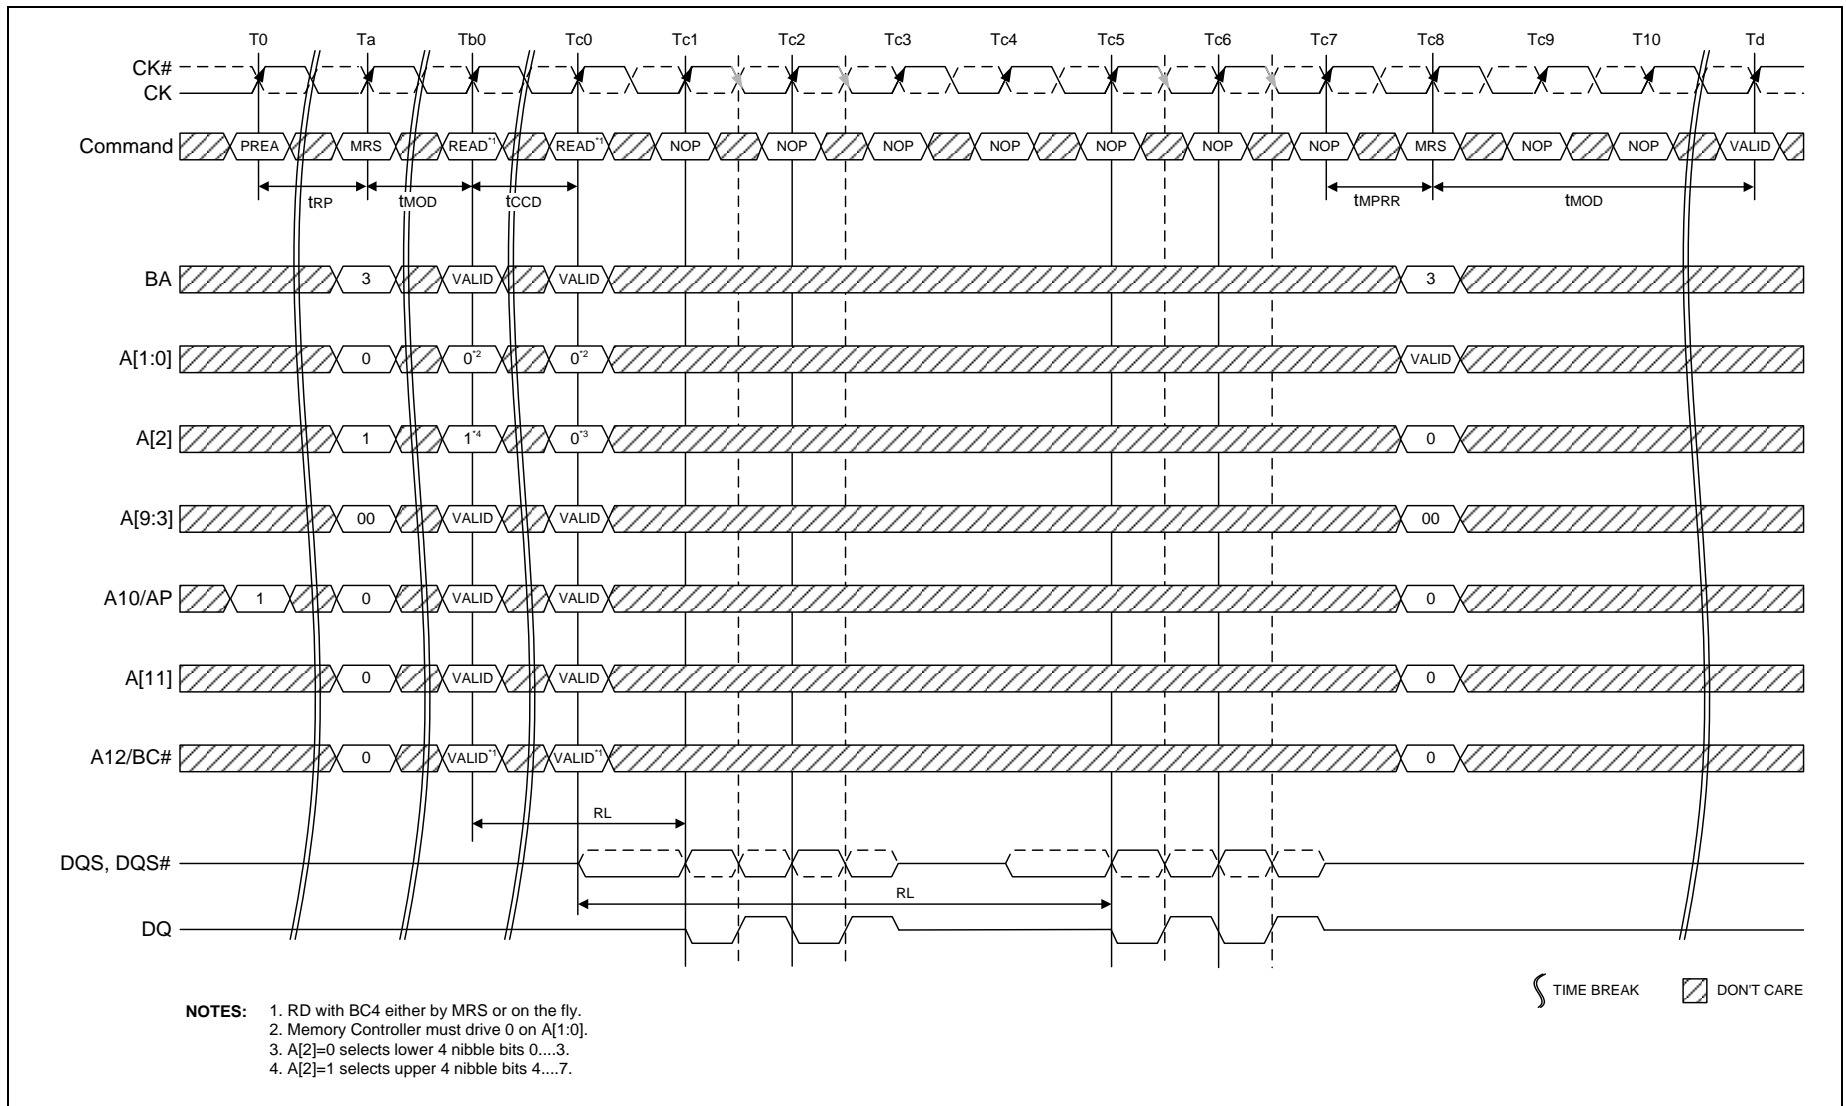 T0 Ta Tb0 Tc0 Tc1 Tc2 Tc3 Tc4 Tc5 Tc6 Tc7 Tc8 Tc9 T10 Td
CK#
CK
Command PREA MRS READ*1 READ*1 NOP NOP NOP NOP NOP NOP NOP MRS NOP NOP VALID
tRP tMOD tCCD tMPRR tMOD
BA 3 VALID VALID 3
A[1:0] 0 0*2 0*2 VALID
A[2] 1 1*4 0*3 0
A[9:3] 00 VALID VALID 00
A10/AP 1 0 VALID VALID 0
A[11] 0 VALID VALID 0
A12/BC# 0 VALID*1 VALID*1 0
RL
DQS, DQS#
RL
DQ
TIME BREAK DON'T CARE
NOTES: 1. RD with BC4 either by MRS or on the fly.
2. Memory Controller must drive 0 on A[1:0].
3. A[2]=0 selects lower 4 nibble bits 0....3.
4. A[2]=1 selects upper 4 nibble bits 4....7.